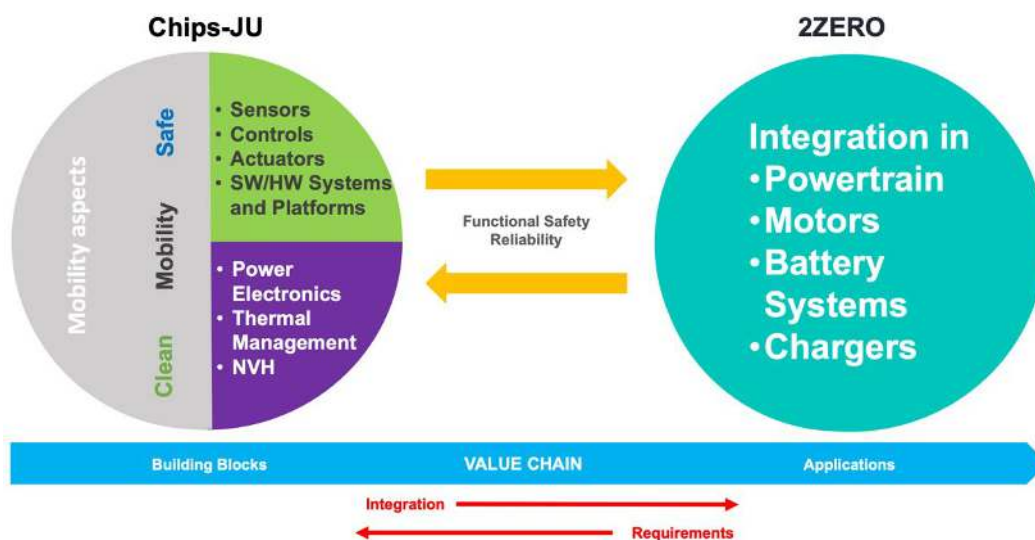 Chips-JU
2ZERO
Mobility aspects
Safe
Mobility
Clean
• Sensors
• Controls
• Actuators
• SW/HW Systems
and Platforms
• Power
Electronics
• Thermal
Management
• NVH
Functional Safety
Reliability
Integration in
•Powertrain
•Motors
•Battery
Systems
•Chargers
Building Blocks
VALUE CHAIN
Applications
Integration
Requirements